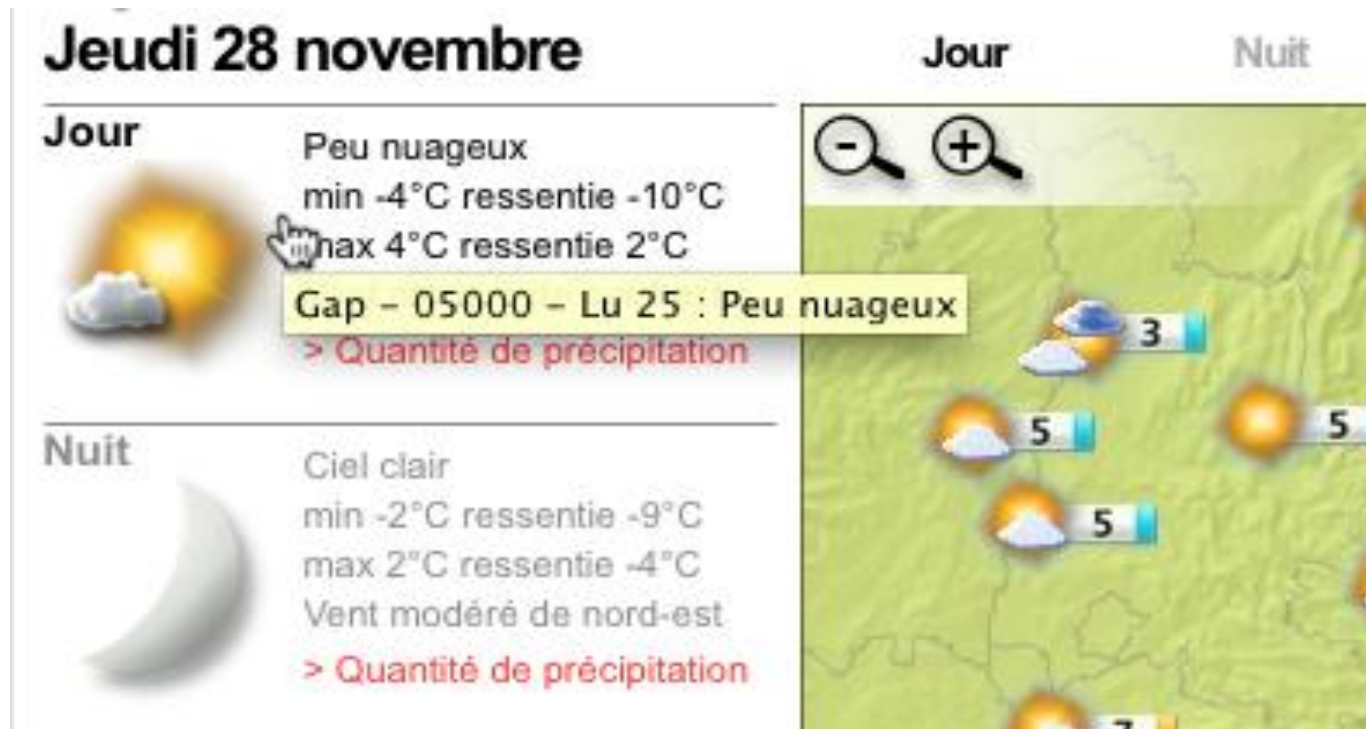 Jeudi 28 novembre
Jour
Nuit
Jour
Peu nuageux
min -4°C ressentie -10°C
max 4°C ressentie 2°C
Gap – 05000 – Lu 25 : Peu nuageux
> Quantité de précipitation
Nuit
Ciel clair
min -2°C ressentie -9°C
max 2°C ressentie -4°C
Vent modéré de nord-est
> Quantité de précipitation
3
5
5
5